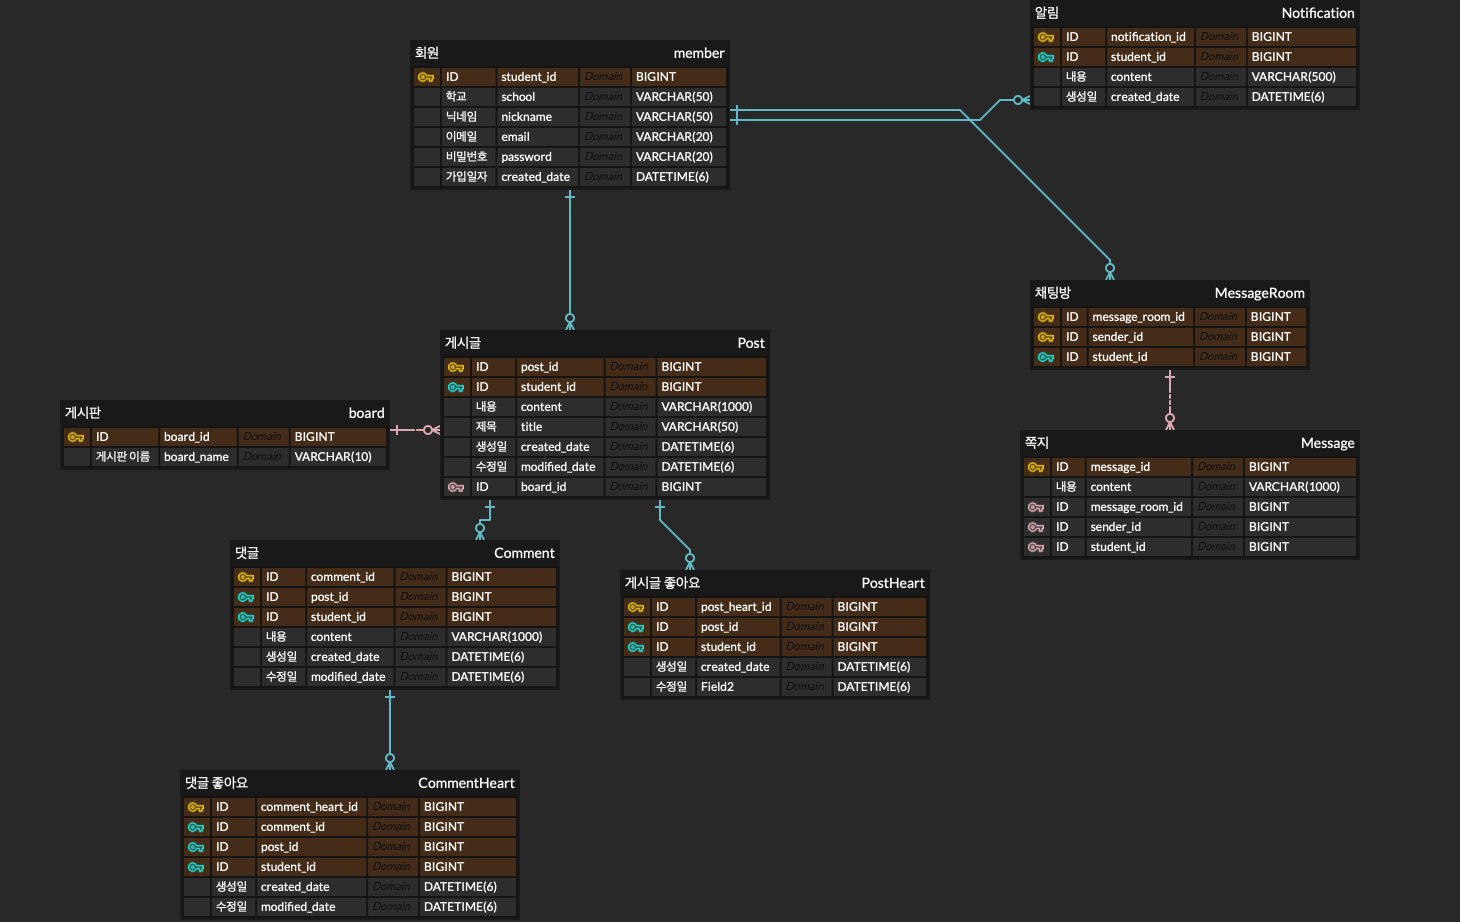 알림 Notification
ID notification_id Domain BIGINT
ID student_id Domain BIGINT
내용 content Domain VARCHAR(500)
생성일 created_date Domain DATETIME(6)
회원 member
ID student_id Domain BIGINT
학교 school Domain VARCHAR(50)
닉네임 nickname Domain VARCHAR(50)
이메일 email Domain VARCHAR(20)
비밀번호 password Domain VARCHAR(20)
가입일자 created_date Domain DATETIME(6)
채팅방 MessageRoom
ID message_room_id Domain BIGINT
ID sender_id Domain BIGINT
ID student_id Domain BIGINT
게시글 Post
ID post_id Domain BIGINT
ID student_id Domain BIGINT
내용 content Domain VARCHAR(1000)
제목 title Domain VARCHAR(50)
생성일 created_date Domain DATETIME(6)
수정일 modified_date Domain DATETIME(6)
ID board_id Domain BIGINT
게시판 board
ID board_id Domain BIGINT
게시판 이름 board_name Domain VARCHAR(10)
쪽지 Message
ID message_id Domain BIGINT
내용 content Domain VARCHAR(1000)
ID message_room_id Domain BIGINT
ID sender_id Domain BIGINT
ID student_id Domain BIGINT
댓글 Comment
ID comment_id Domain BIGINT
ID post_id Domain BIGINT
ID student_id Domain BIGINT
내용 content Domain VARCHAR(1000)
생성일 created_date Domain DATETIME(6)
수정일 modified_date Domain DATETIME(6)
게시글 좋아요 PostHeart
ID post_heart_id Domain BIGINT
ID post_id Domain BIGINT
ID student_id Domain BIGINT
생성일 created_date Domain DATETIME(6)
수정일 Field2 Domain DATETIME(6)
댓글 좋아요 CommentHeart
ID comment_heart_id Domain BIGINT
ID comment_id Domain BIGINT
ID post_id Domain BIGINT
ID student_id Domain BIGINT
생성일 created_date Domain DATETIME(6)
수정일 modified_date Domain DATETIME(6)